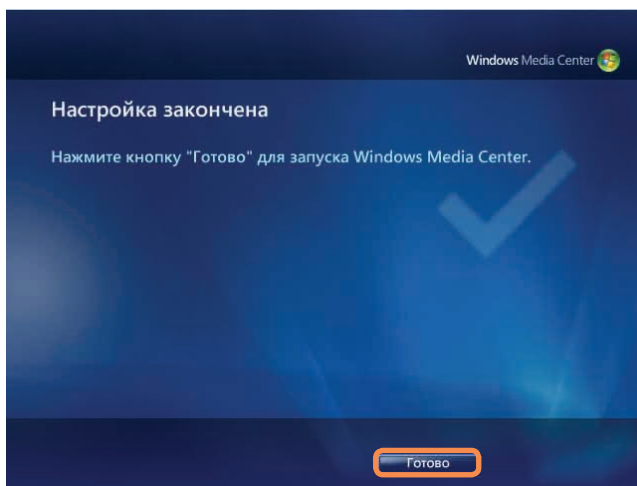 Windows Media Center
Настройка закончена
Нажмите кнопку "Готово" для запуска Windows Media Center.
Готово